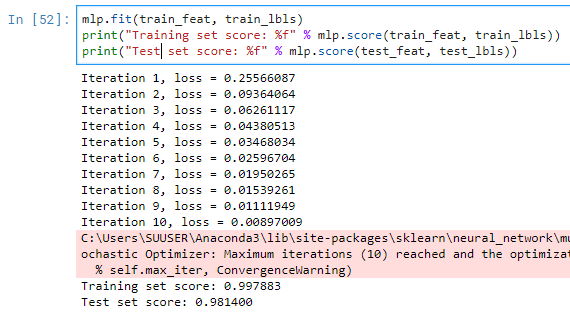 In [52]: mlp.fit(train_feat, train_lbls)
print("Training set score: %f" % mlp.score(train_feat, train_lbls))
print("Test set score: %f" % mlp.score(test_feat, test_lbls))
Iteration 1, loss = 0.25566087
Iteration 2, loss = 0.09364064
Iteration 3, loss = 0.06261117
Iteration 4, loss = 0.04380513
Iteration 5, loss = 0.03468034
Iteration 6, loss = 0.02596704
Iteration 7, loss = 0.01950265
Iteration 8, loss = 0.01539261
Iteration 9, loss = 0.01111949
Iteration 10, loss = 0.00897009
C:\Users\SUUSER\Anaconda3\lib\site-packages\sklearn\neural_network\mu
ochastic Optimizer: Maximum iterations (10) reached and the optimizat
% self.max_iter, ConvergenceWarning)
Training set score: 0.997883
Test set score: 0.981400